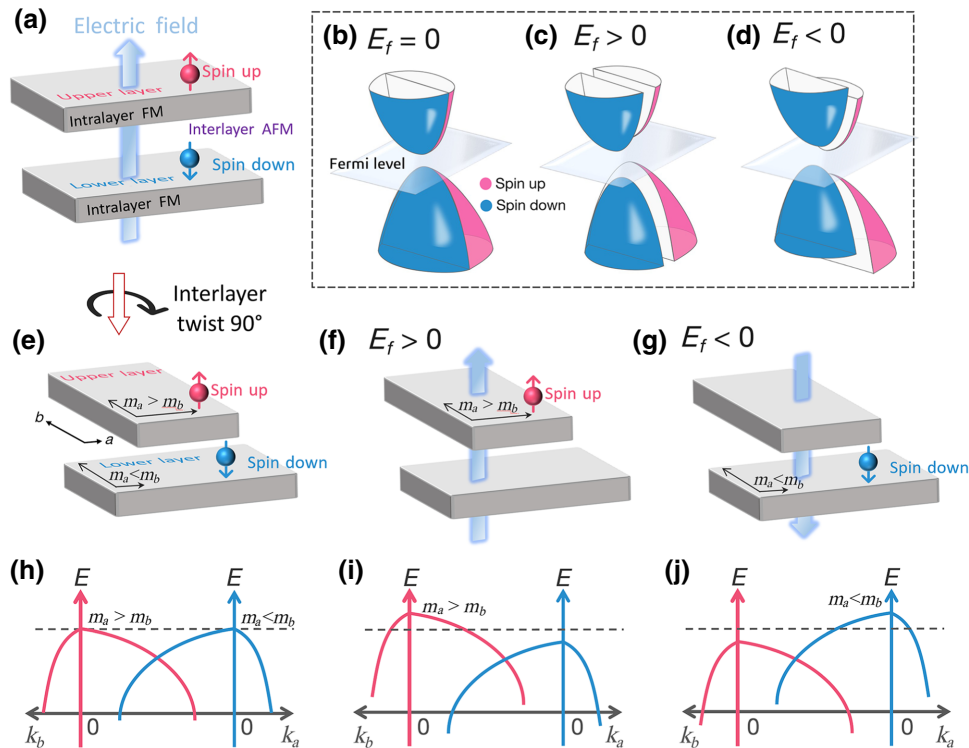 (a)
Electric field
Spin up
Upper layer
Intralayer FM
Interlayer AFM
Spin down
Lower layer
Intralayer FM
(b) E_f = 0
(c) E_f > 0
(d) E_f < 0
Fermi level
Spin up
Spin down
Interlayer
twist 90°
(e)
Upper layer
Spin up
m_a > m_b
b
a
Lower layer
Spin down
m_a < m_b
(f) E_f > 0
Spin up
m_a > m_b
(g) E_f < 0
Spin down
m_a < m_b
(h)
E E
m_a > m_b m_a < m_b
0 0
k_b k_a
(i)
E E
m_a > m_b
0 0
k_b k_a
(j)
E E
m_a < m_b
0 0
k_b k_a